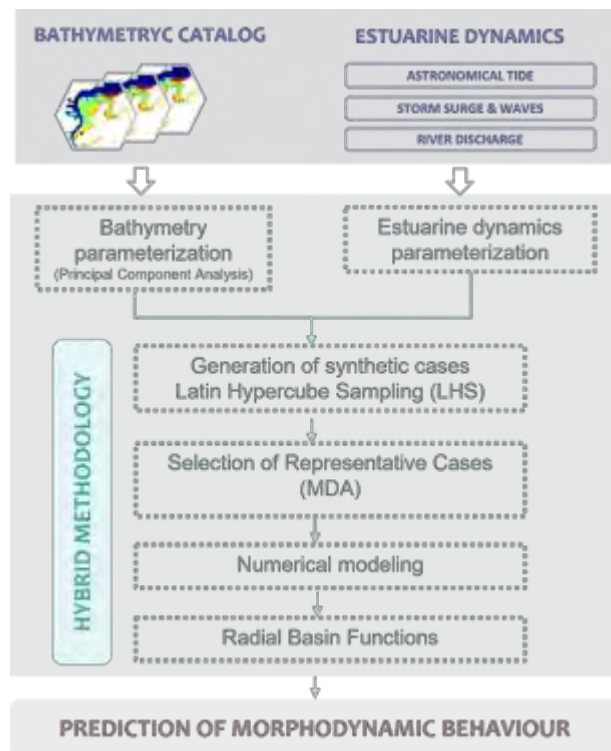 BATHYMETRYC CATALOG
ESTUARINE DYNAMICS
ASTRONOMICAL TIDE
STORM SURGE & WAVES
RIVER DISCHARGE
Bathymetry
parameterization
(Principal Component Analysis)
Estuarine dynamics
parameterization
HYBRID METHODOLOGY
Generation of synthetic cases
Latin Hypercube Sampling (LHS)
Selection of Representative Cases
(MDA)
Numerical modeling
Radial Basin Functions
PREDICTION OF MORPHODYNAMIC BEHAVIOUR